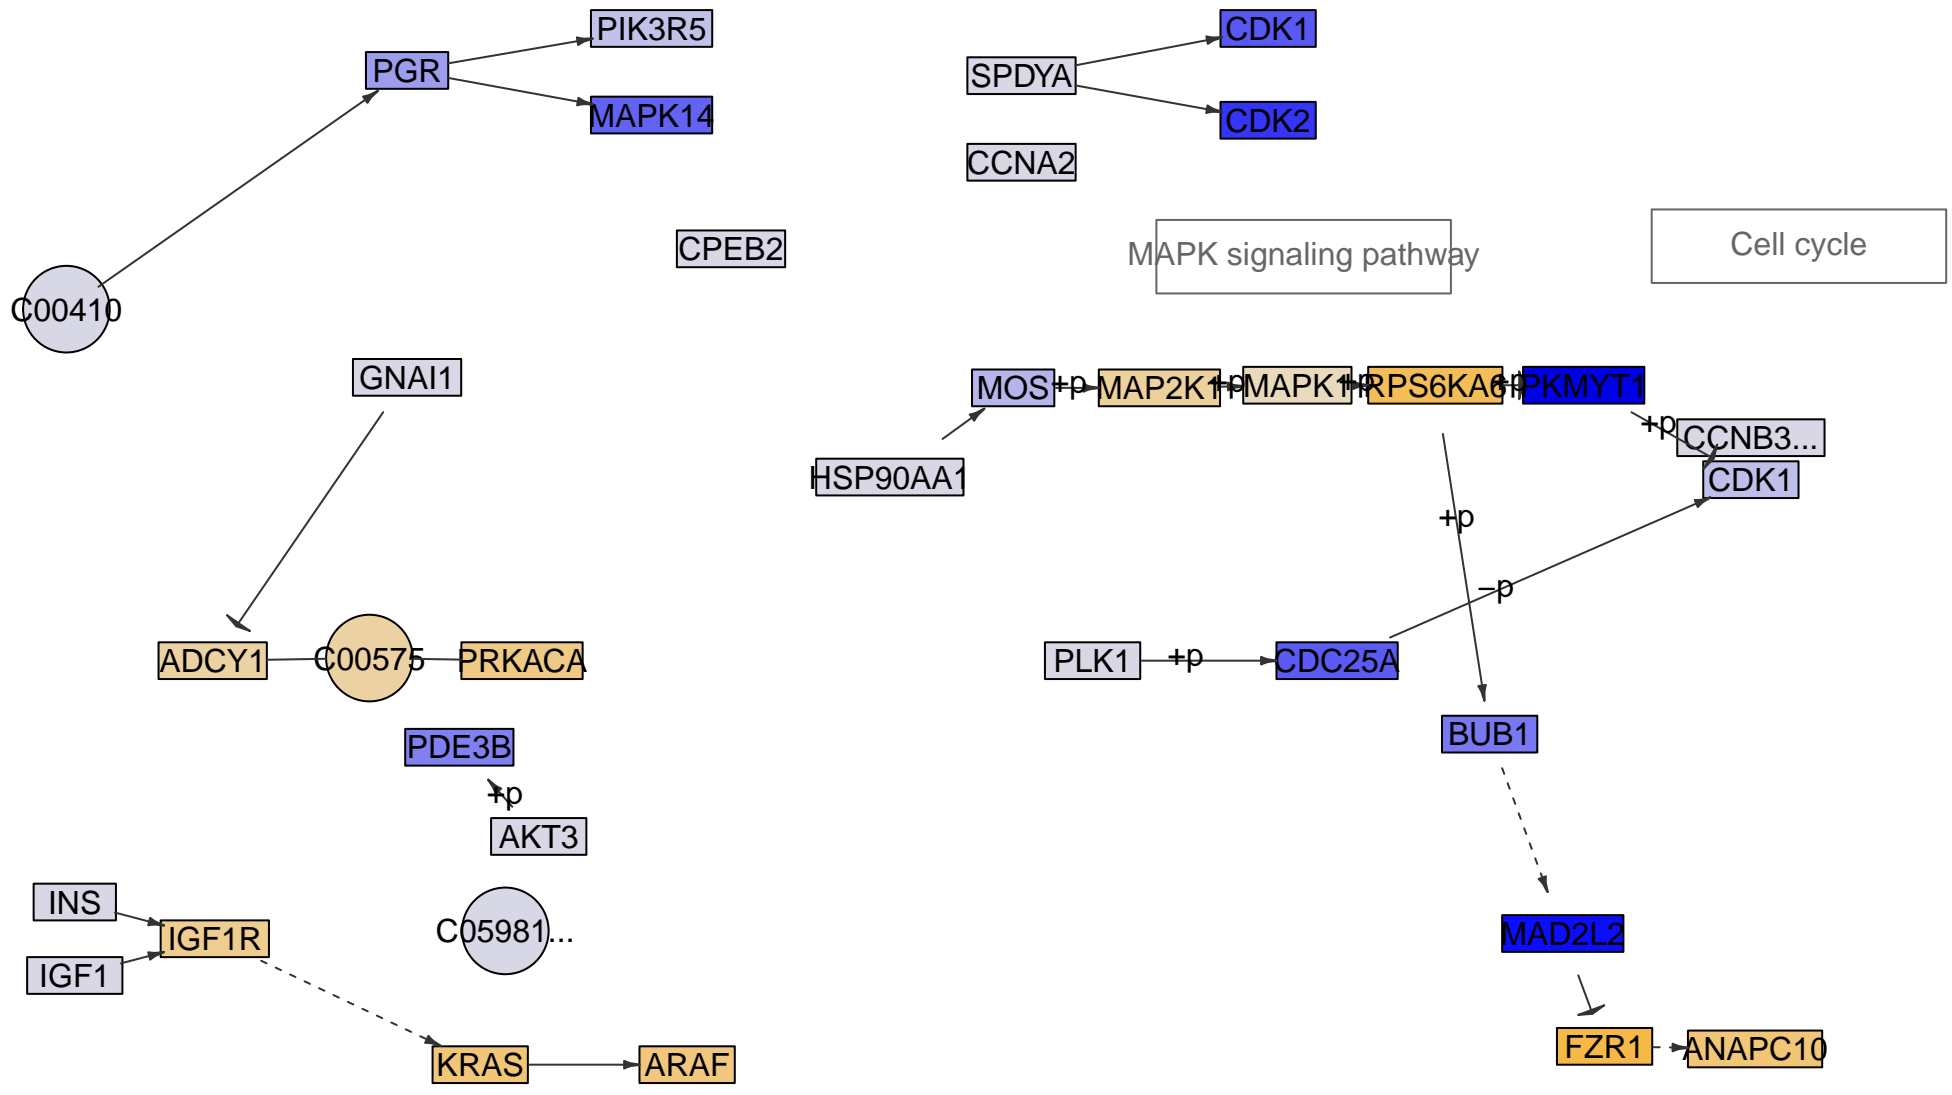 PIK3R5
CDK1
PGR
SPDYA
MAPK14
CDK2
CCNA2
CPEB2
MAPK signaling pathway
Cell cycle
C00410
GNAI1
MOS
+p
MAP2K1
+p
MAPK1
+p
RPS6KA6
+p
PKMYT1
+p
CCNB3...
HSP90AA1
CDK1
+p
−p
ADCY1
C00575
PRKACA
PLK1
+p
CDC25A
BUB1
PDE3B
+p
AKT3
INS
IGF1R
C05981...
MAD2L2
IGF1
KRAS
ARAF
FZR1
ANAPC10